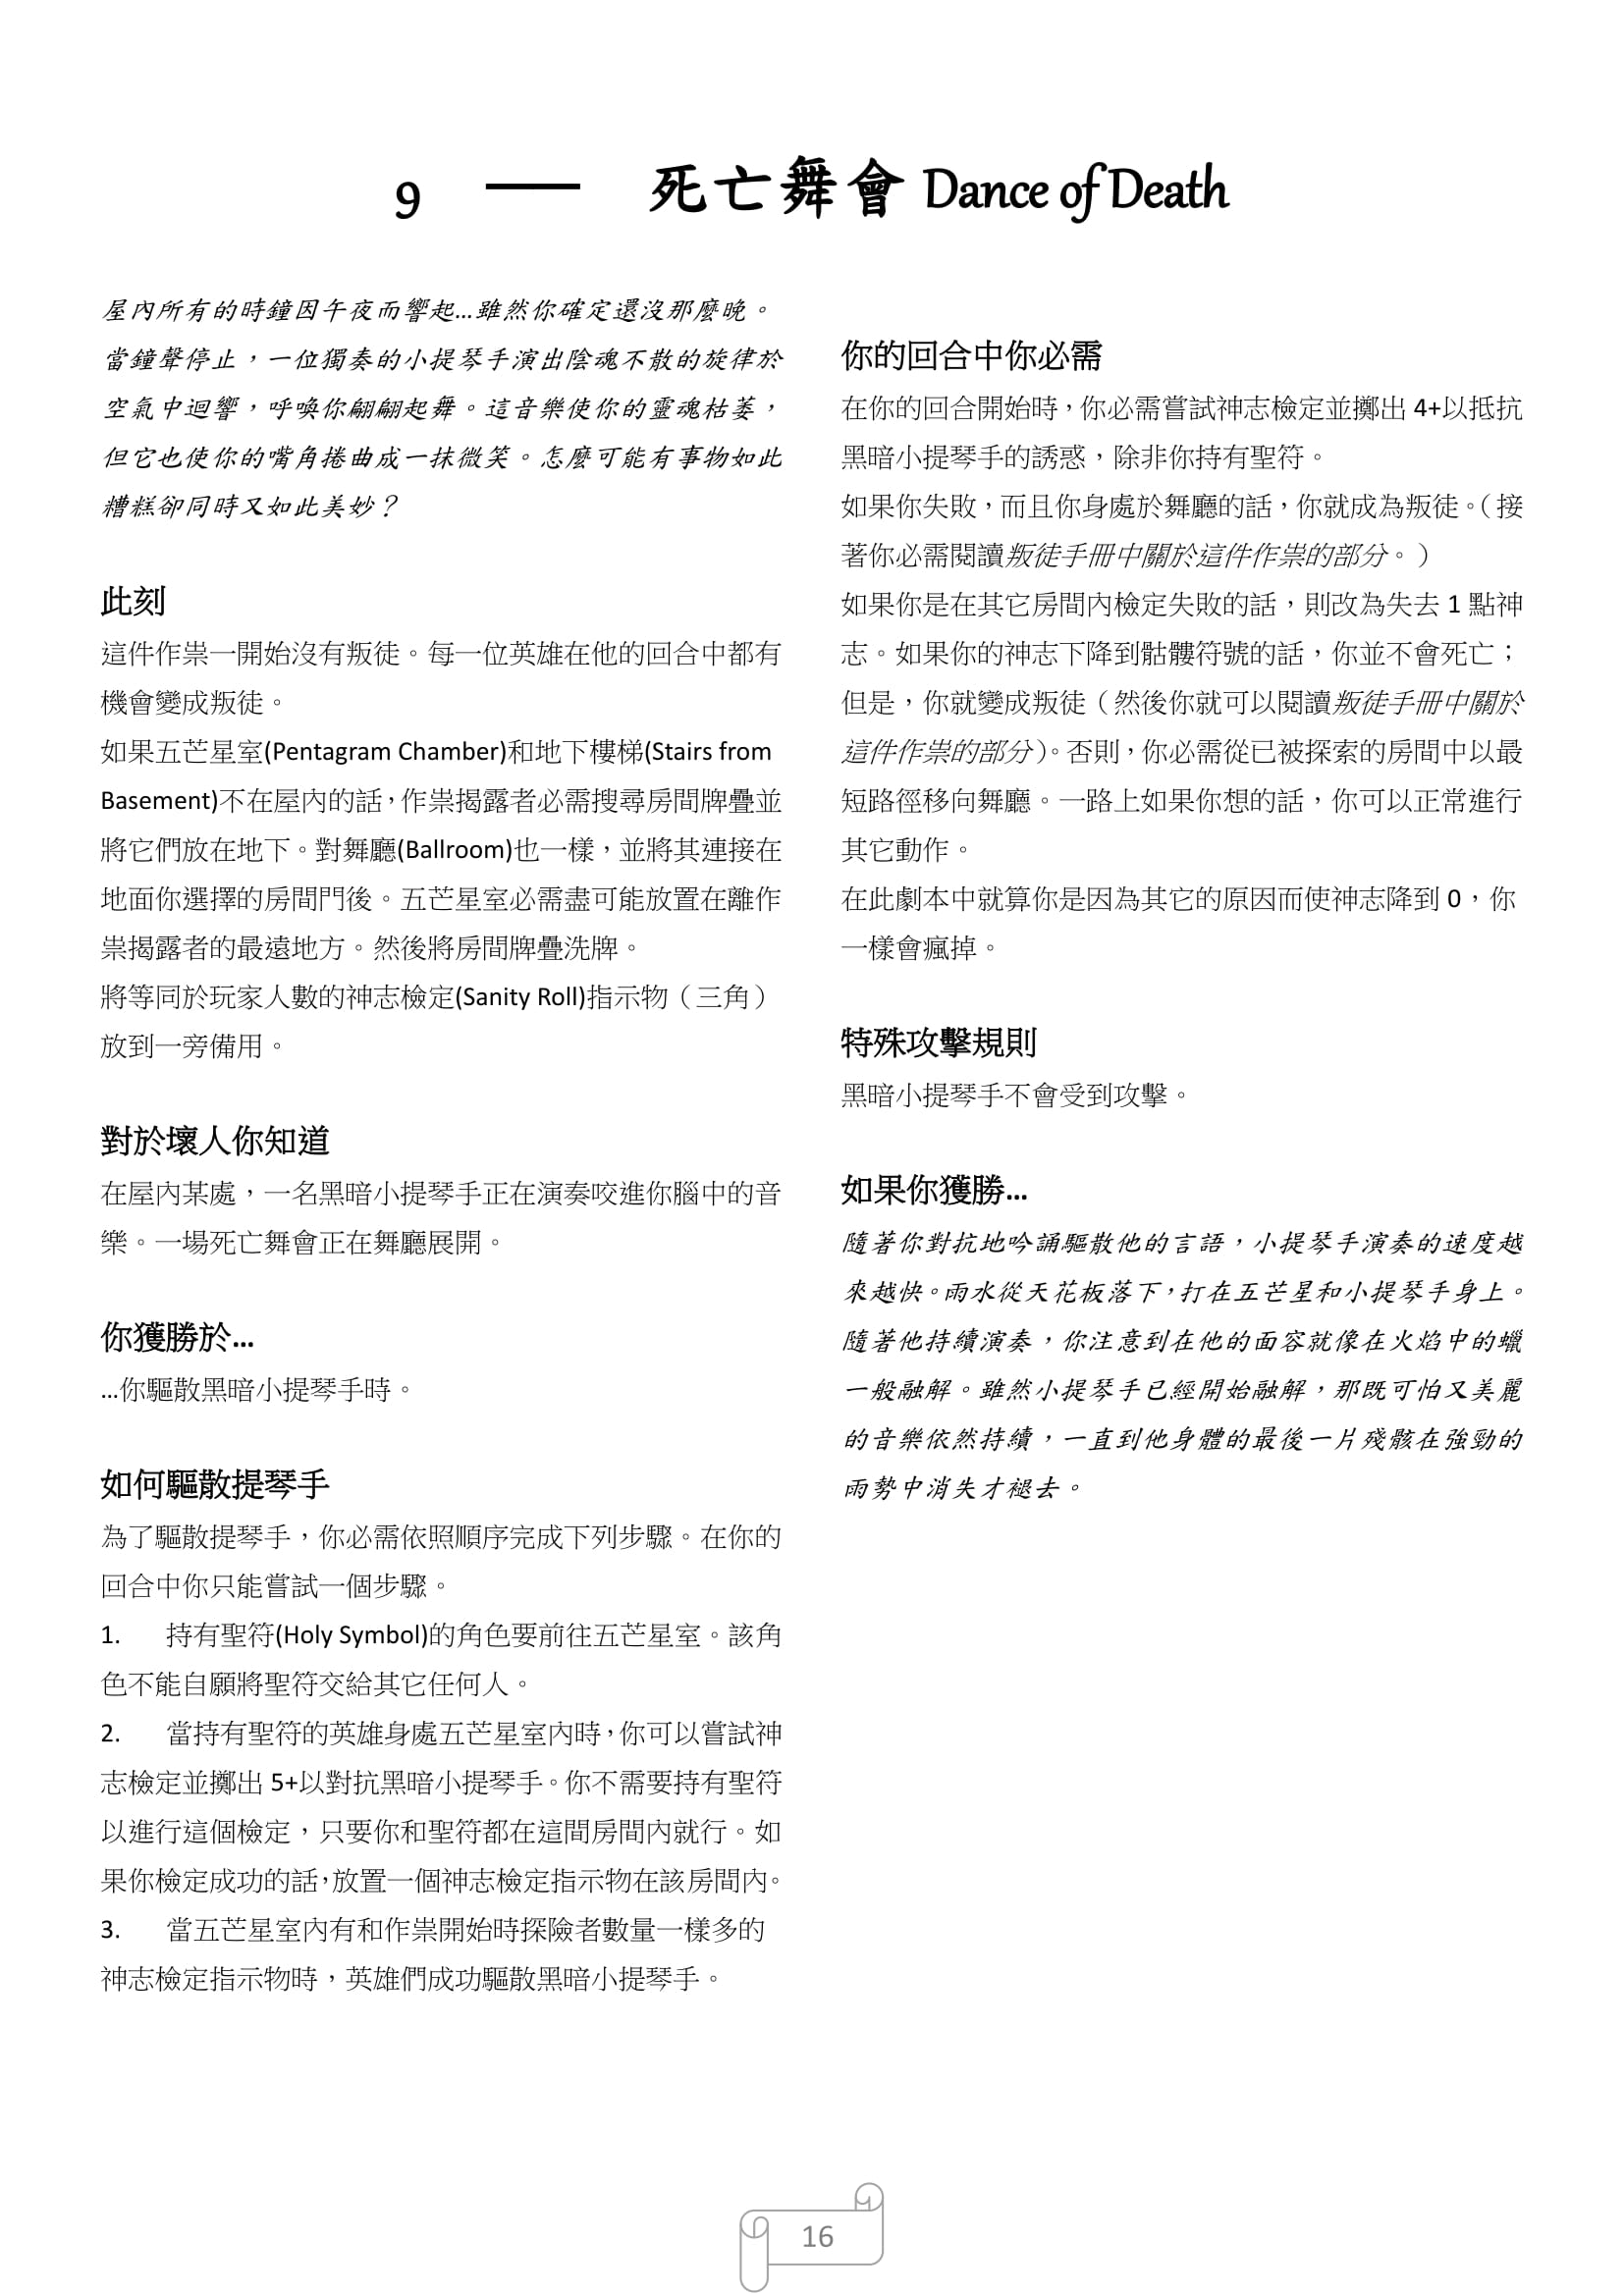 9 — 死亡舞會 Dance of Death
屋內所有的時鐘因午夜而響起…雖然你確定還沒那麼晚。
當鐘聲停止，一位獨奏的小提琴手演出陰魂不散的旋律於
空氣中迴響，呼喚你翩翩起舞。這音樂使你的靈魂枯萎，
但它也使你的嘴角捲曲成一抹微笑。怎麼可能有事物如此
糟糕卻同時又如此美妙？
此刻
這件作祟一開始沒有叛徒。每一位英雄在他的回合中都有
機會變成叛徒。
如果五芒星室(Pentagram Chamber)和地下樓梯(Stairs from
Basement)不在屋內的話，作祟揭露者必需搜尋房間牌疊並
將它們放在地下。對舞廳(Ballroom)也一樣，並將其連接在
地面你選擇的房間門後。五芒星室必需盡可能放置在離作
祟揭露者的最遠地方。然後將房間牌疊洗牌。
將等同於玩家人數的神志檢定(Sanity Roll)指示物（三角）
放到一旁備用。
對於壞人你知道
在屋內某處，一名黑暗小提琴手正在演奏咬進你腦中的音
樂。一場死亡舞會正在舞廳展開。
你獲勝於…
…你驅散黑暗小提琴手時。
如何驅散提琴手
為了驅散提琴手，你必需依照順序完成下列步驟。在你的
回合中你只能嘗試一個步驟。
1. 持有聖符(Holy Symbol)的角色要前往五芒星室。該角
色不能自願將聖符交給其它任何人。
2. 當持有聖符的英雄身處五芒星室內時，你可以嘗試神
志檢定並擲出 5+以對抗黑暗小提琴手。你不需要持有聖符
以進行這個檢定，只要你和聖符都在這間房間內就行。如
果你檢定成功的話，放置一個神志檢定指示物在該房間內。
3. 當五芒星室內有和作祟開始時探險者數量一樣多的
神志檢定指示物時，英雄們成功驅散黑暗小提琴手。
你的回合中你必需
在你的回合開始時，你必需嘗試神志檢定並擲出 4+以抵抗
黑暗小提琴手的誘惑，除非你持有聖符。
如果你失敗，而且你身處於舞廳的話，你就成為叛徒。（接
著你必需閱讀叛徒手冊中關於這件作祟的部分。）
如果你是在其它房間內檢定失敗的話，則改為失去 1 點神
志。如果你的神志下降到骷髏符號的話，你並不會死亡；
但是，你就變成叛徒（然後你就可以閱讀叛徒手冊中關於
這件作祟的部分）。否則，你必需從已被探索的房間中以最
短路徑移向舞廳。一路上如果你想的話，你可以正常進行
其它動作。
在此劇本中就算你是因為其它的原因而使神志降到 0，你
一樣會瘋掉。
特殊攻擊規則
黑暗小提琴手不會受到攻擊。
如果你獲勝…
隨著你對抗地吟誦驅散他的言語，小提琴手演奏的速度越
來越快。雨水從天花板落下，打在五芒星和小提琴手身上。
隨著他持續演奏，你注意到在他的面容就像在火焰中的蠟
一般融解。雖然小提琴手已經開始融解，那既可怕又美麗
的音樂依然持續，一直到他身體的最後一片殘骸在強勁的
雨勢中消失才褪去。
16